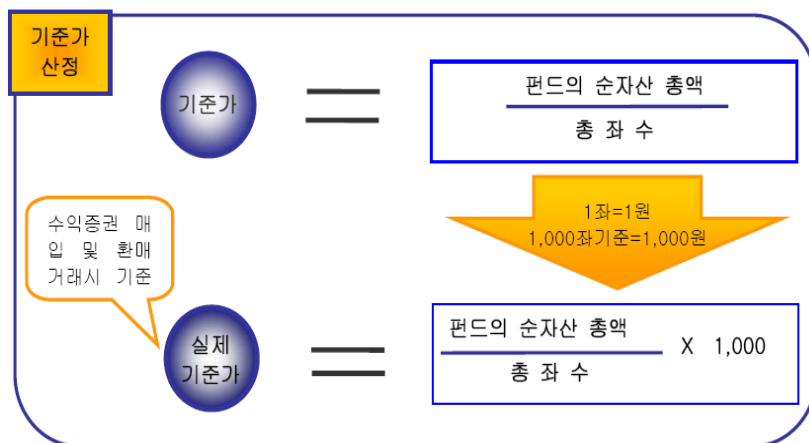 기준가
산정
기준가
펀드의 순자산 총액
총 좌 수
1좌=1원
1,000좌기준=1,000원
수익증권 매
입 및 환매
거래시 기준
실제
기준가
펀드의 순자산 총액
X 1,000
총 좌 수